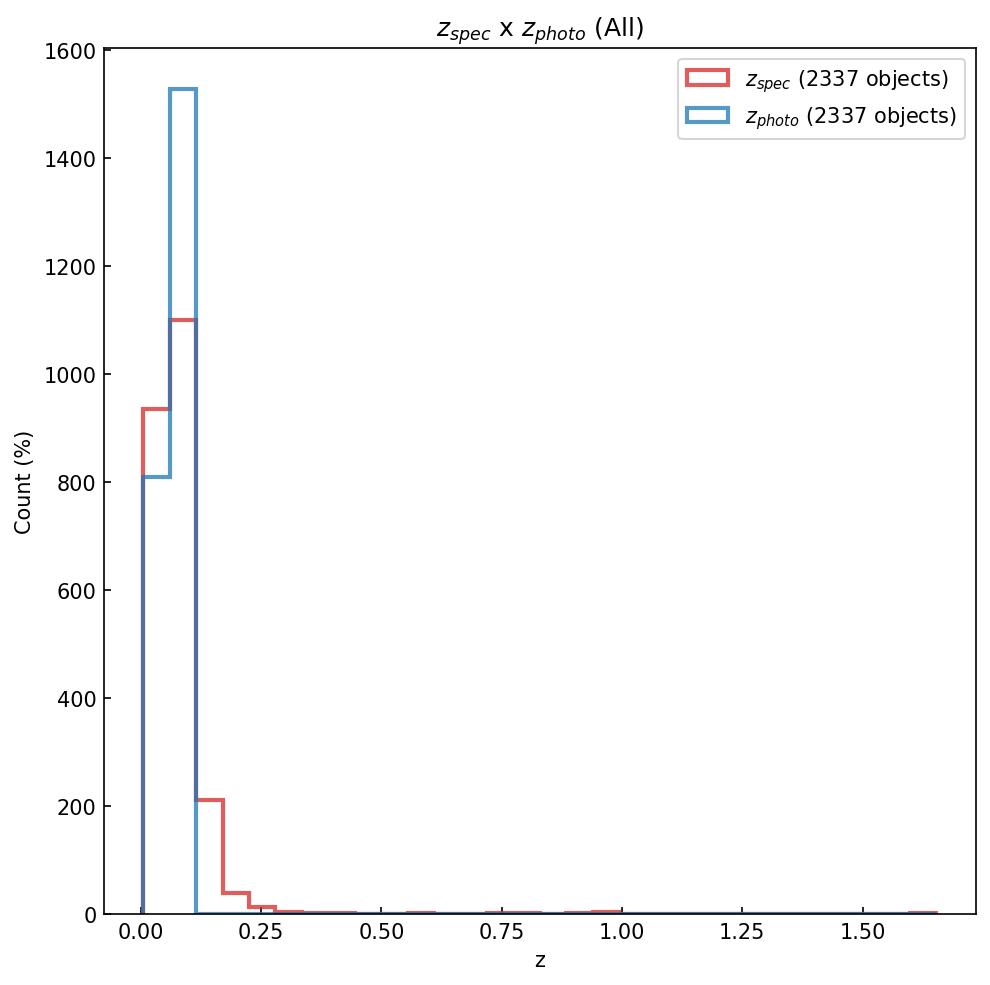 z_spec x z_photo (All)
z_spec (2337 objects)
z_photo (2337 objects)
Count (%)
1600
1400
1200
1000
800
600
400
200
0
0.00 0.25 0.50 0.75 1.00 1.25 1.50
z